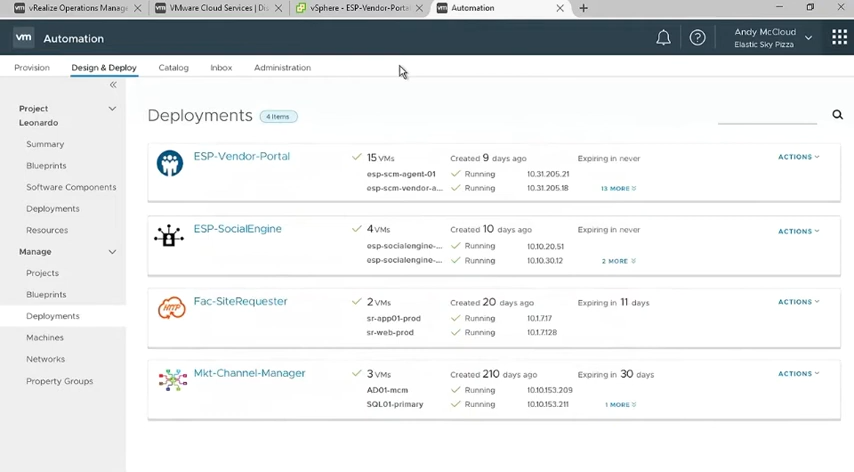 vRealize Operations Manage
VMware Cloud Services | Di
vSphere - ESP-Vendor-Porta
vm Automation
vm Automation
Andy McCloud
Elastic Sky Pizza
Provision Design & Deploy Catalog Inbox Administration
Project
Leonardo
Summary
Blueprints
Software Components
Deployments
Resources
Manage
Projects
Blueprints
Deployments
Machines
Networks
Property Groups
Deployments 4 items
ESP-Vendor-Portal 15 VMs Created 9 days ago Expiring in never ACTIONS
esp-scm-agent-01 Running 10.31.205.21
esp-scm-vendor-a... Running 10.31.205.18 13 MORE
ESP-SocialEngine 4 VMs Created 10 days ago Expiring in never ACTIONS
esp-socialengine-... Running 10.10.20.51
esp-socialengine-... Running 10.10.30.12 2 MORE
HTTP
Fac-SiteRequester 2 VMs Created 20 days ago Expiring in 11 days ACTIONS
sr-app01-prod Running 10.1.7.17
sr-web-prod Running 10.1.7.128
Mkt-Channel-Manager 3 VMs Created 210 days ago Expiring in 30 days ACTIONS
AD01-mcm Running 10.10.153.209
SQL01-primary Running 10.10.153.211 1 MORE